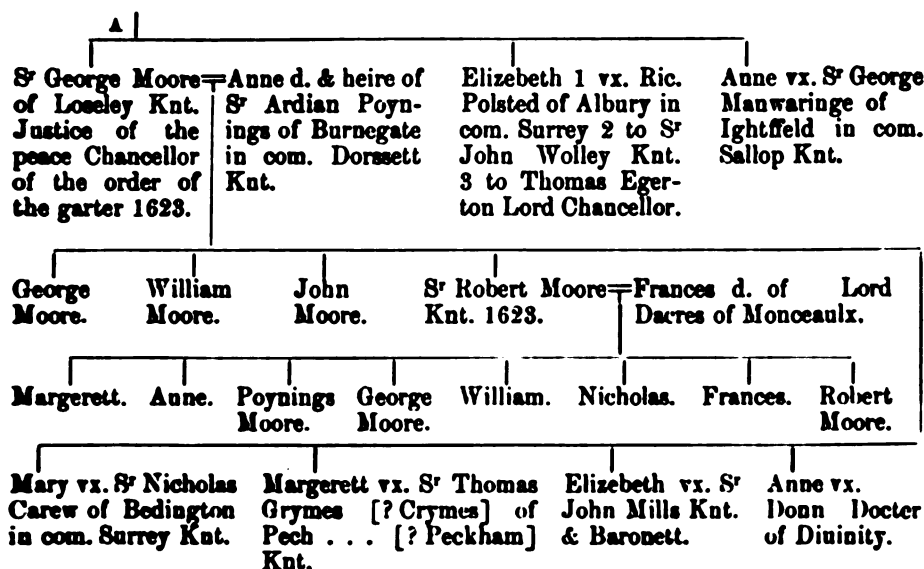 A
Sr George Moore
of Loseley Knt.
Justice of the
peace Chancellor
of the order of
the garter 1623.
Anne d. & heire of
Sr Ardian Poyn-
ings of Burnegate
in com. Dorssett
Knt.
Elizebeth 1 vx. Ric.
Polsted of Albury in
com. Surrey 2 to Sr
John Wolley Knt.
3 to Thomas Eger-
ton Lord Chancellor.
Anne vx. Sr George
Manwaringe of
Ightffeld in com.
Sallop Knt.
George
Moore.
William
Moore.
John
Moore.
Sr Robert Moore
Knt. 1623.
Frances d. of Lord
Dacres of Monceaulx.
Margerett.
Anne.
Poynings
Moore.
George
Moore.
William.
Nicholas.
Frances.
Robert
Moore.
Mary vx. Sr Nicholas
Carew of Bedington
in com. Surrey Knt.
Margerett vx. Sr Thomas
Grymes [? Crymes] of
Pech . . . [? Peckham]
Knt.
Elizebeth vx. Sr
John Mills Knt.
& Baronett.
Anne vx.
Donn Docter
of Diuinity.